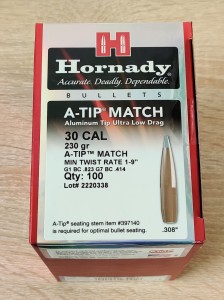 Hornady
Accurate. Deadly. Dependable.
BULLETS
A-TIP® MATCH
Aluminum Tip Ultra Low Drag
30 CAL
230 gr
A-TIP™ MATCH
MIN TWIST RATE 1-9"
G1 BC .823 G7 BC .414
Qty: 100
Lot# 2220338
A-Tip® seating stem item #397140
is required for optimal bullet seating.
.308"